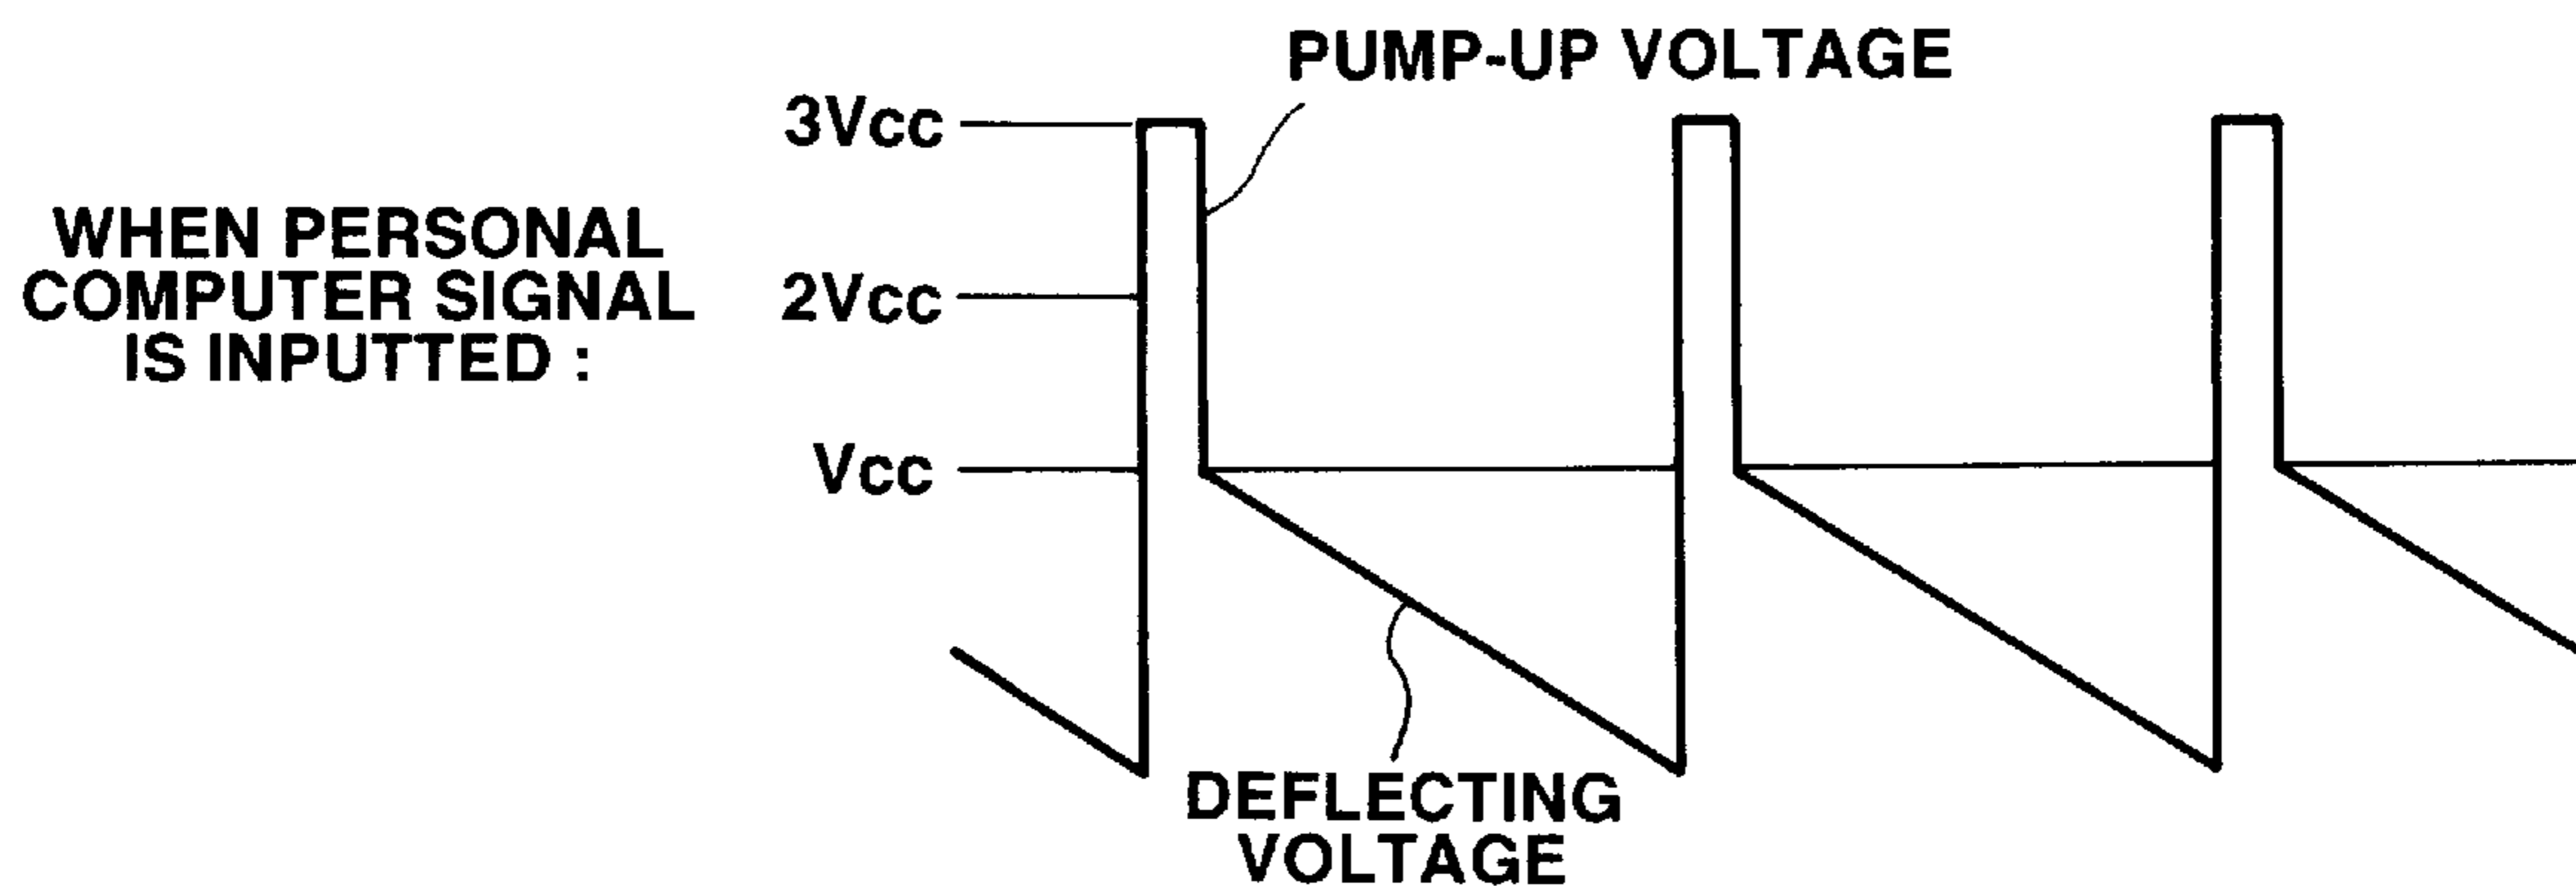 PUMP-UP VOLTAGE
3Vcc
WHEN PERSONAL
COMPUTER SIGNAL
IS INPUTTED :
2Vcc
Vcc
DEFLECTING
VOLTAGE